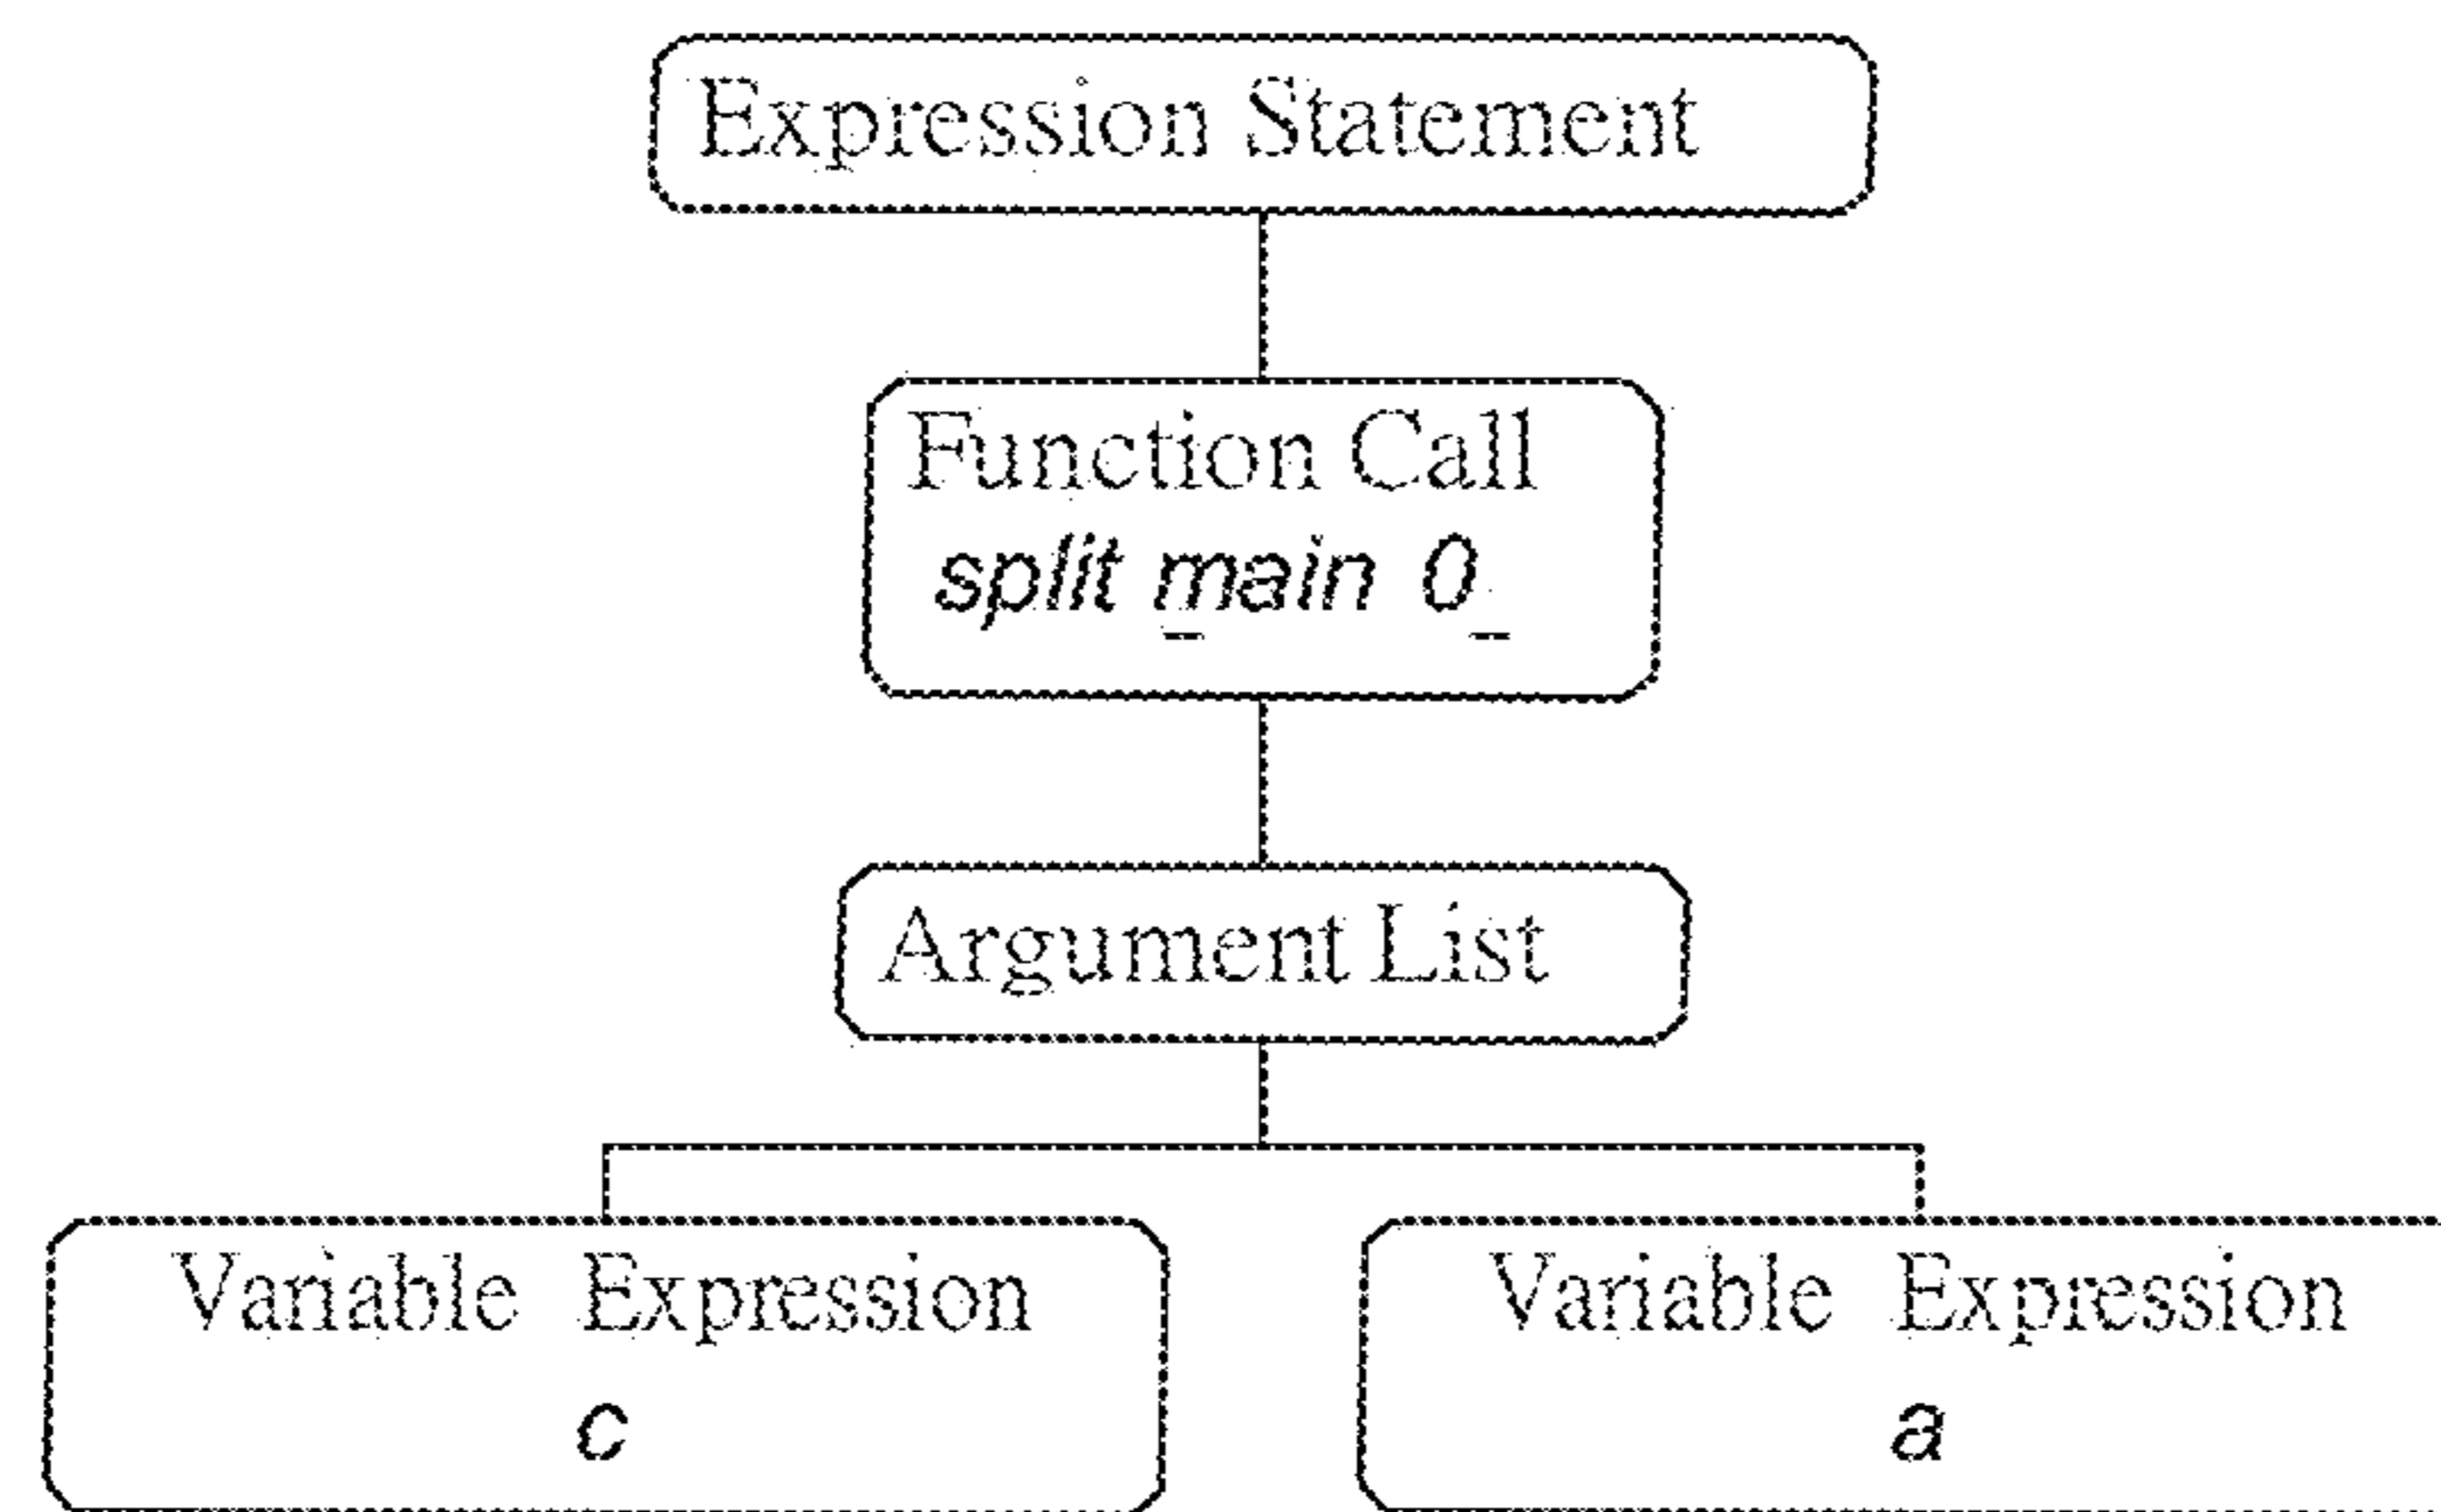 Expression Statement
Function Call
split_main_0_
Argument List
Variable Expression
c
Variable Expression
a